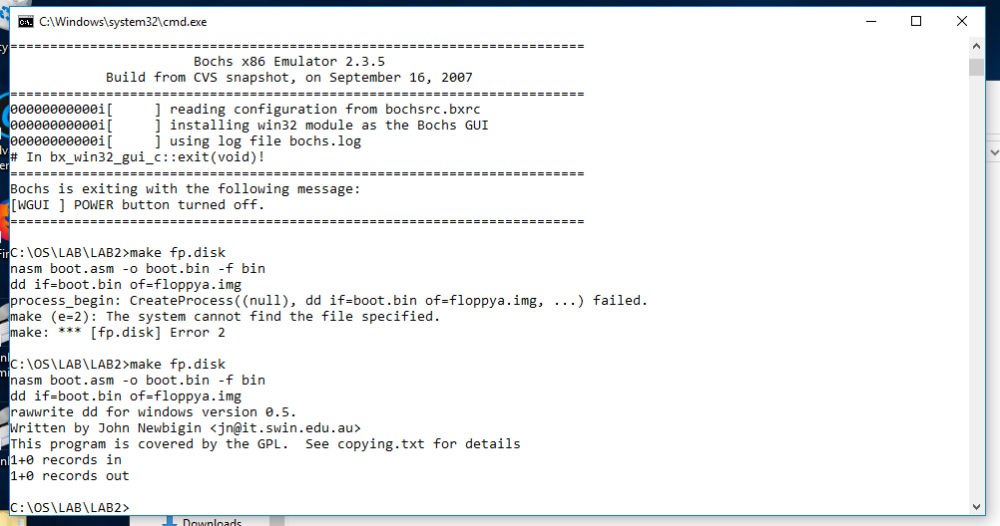 C:\Windows\system32\cmd.exe
========================================================================
Bochs x86 Emulator 2.3.5
Build from CVS snapshot, on September 16, 2007
========================================================================
00000000000i[     ] reading configuration from bochsrc.bxrc
00000000000i[     ] installing win32 module as the Bochs GUI
00000000000i[     ] using log file bochs.log
# In bx_win32_gui_c::exit(void)!
========================================================================
Bochs is exiting with the following message:
[WGUI ] POWER button turned off.
========================================================================
C:\OS\LAB\LAB2>make fp.disk
nasm boot.asm -o boot.bin -f bin
dd if=boot.bin of=floppya.img
process_begin: CreateProcess((null), dd if=boot.bin of=floppya.img, ...) failed.
make (e=2): The system cannot find the file specified.
make: *** [fp.disk] Error 2
C:\OS\LAB\LAB2>make fp.disk
nasm boot.asm -o boot.bin -f bin
dd if=boot.bin of=floppya.img
rawwrite dd for windows version 0.5.
Written by John Newbigin <jn@it.swin.edu.au>
This program is covered by the GPL.  See copying.txt for details
1+0 records in
1+0 records out
C:\OS\LAB\LAB2>
Downloads